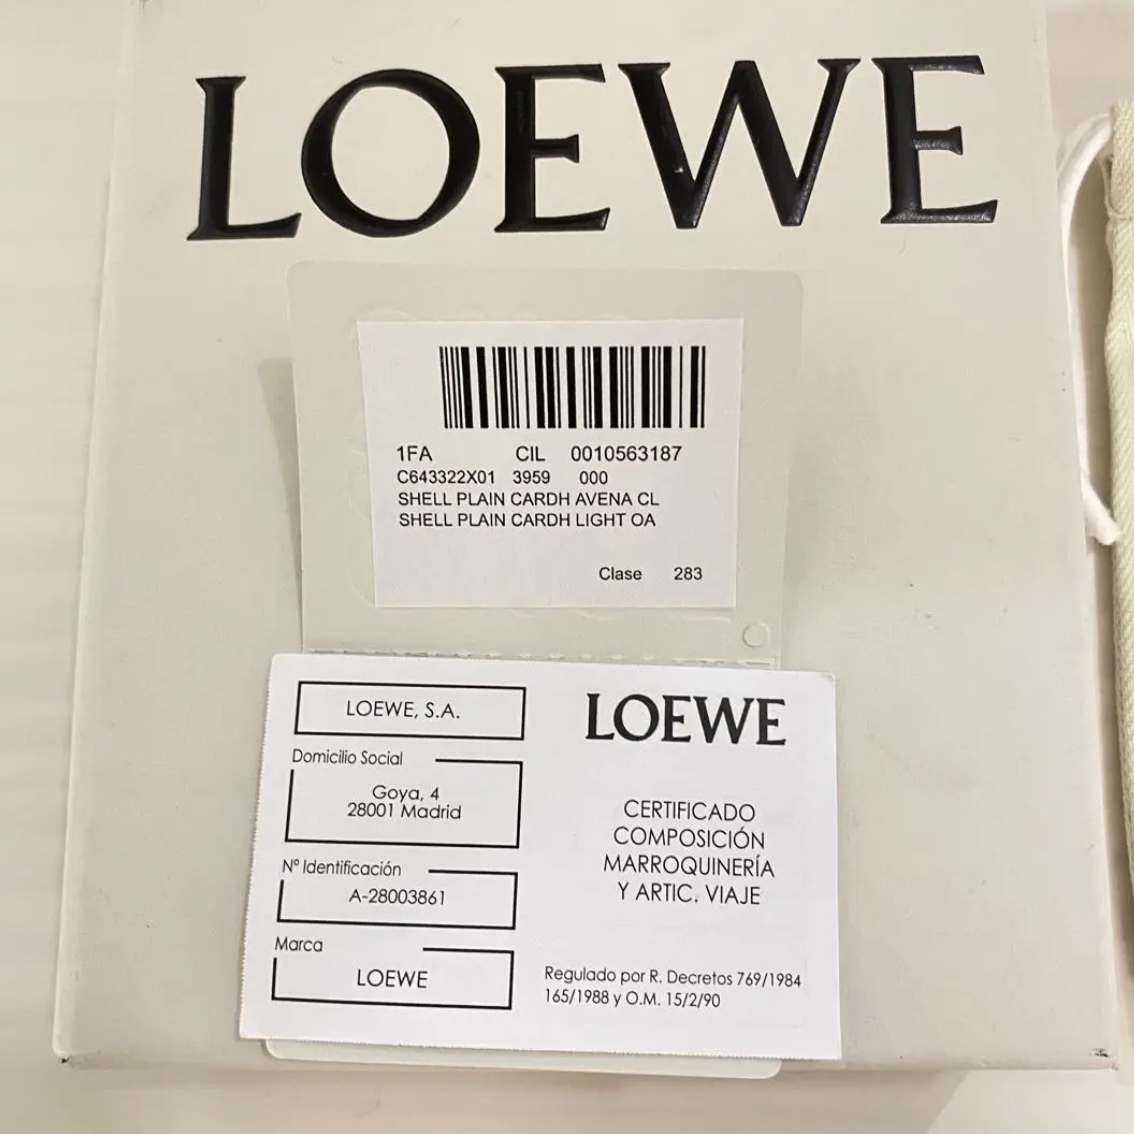 LOEWE
1FA CIL 0010563187
C643322X01 3959 000
SHELL PLAIN CARDH AVENA CL
SHELL PLAIN CARDH LIGHT OA
Clase 283
LOEWE, S.A.
Domicilio Social
Goya, 4
28001 Madrid
Nº Identificación
A-28003861
Marca
LOEWE
LOEWE
CERTIFICADO
COMPOSICIÓN
MARROQUINERÍA
Y ARTIC. VIAJE
Regulado por R. Decretos 769/1984
165/1988 y O.M. 15/2/90